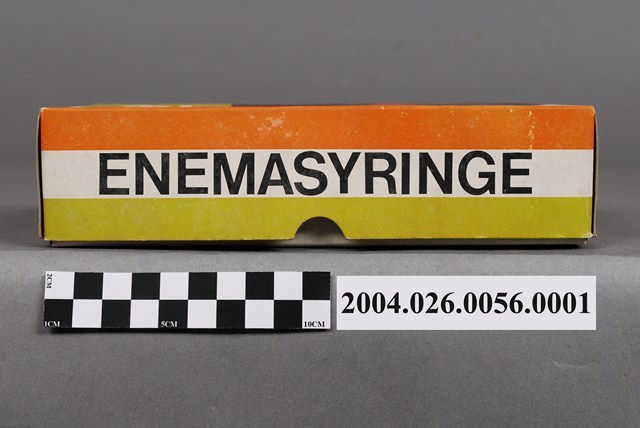 ENEMASYRINGE
2CM
1CM 5CM 10CM
2004.026.0056.0001